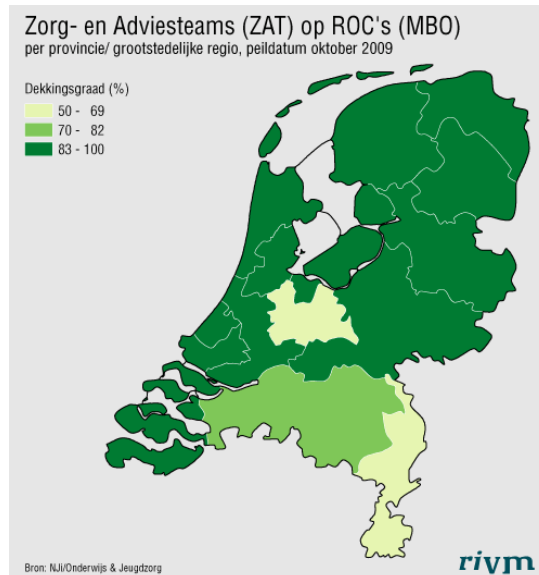 Zorg- en Adviesteams (ZAT) op ROC's (MBO)
per provincie/ grootstedelijke regio, peildatum oktober 2009
Dekkingsgraad (%)
50 - 69
70 - 82
83 - 100
Bron: NJi/Onderwijs & Jeugdzorg
rivm